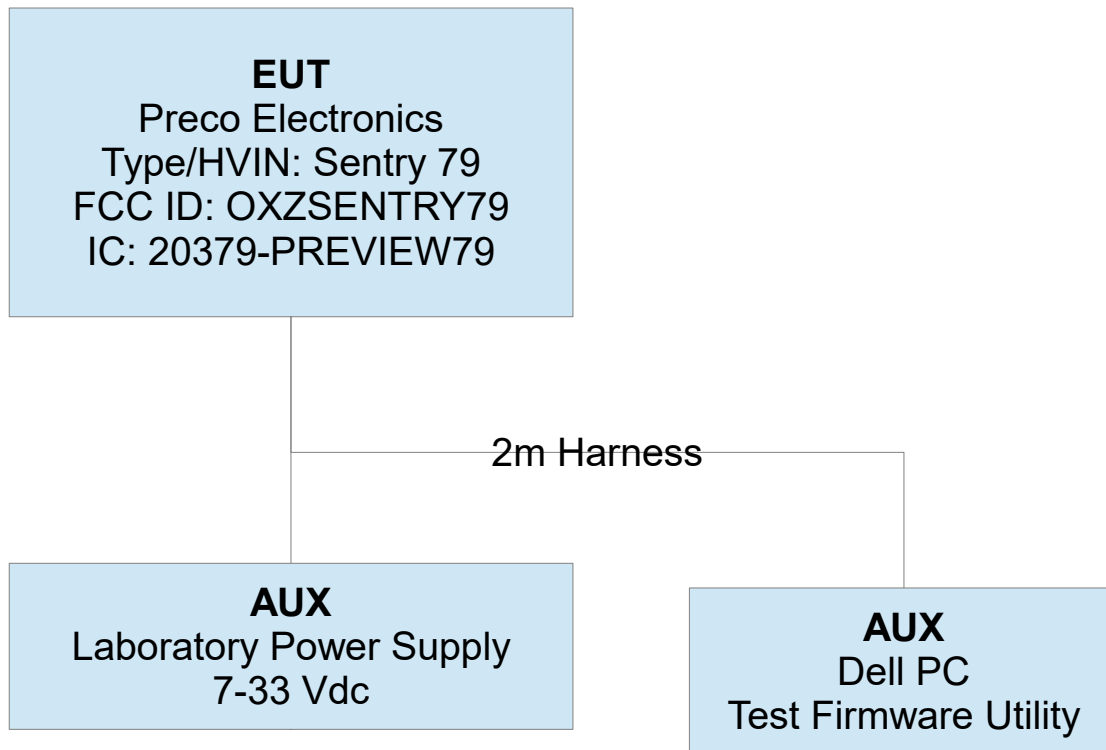 EUT
Preco Electronics
Type/HVIN: Sentry 79
FCC ID: OXZSENTRY79
IC: 20379-PREVIEW79
2m Harness
AUX
Laboratory Power Supply
7-33 Vdc
AUX
Dell PC
Test Firmware Utility